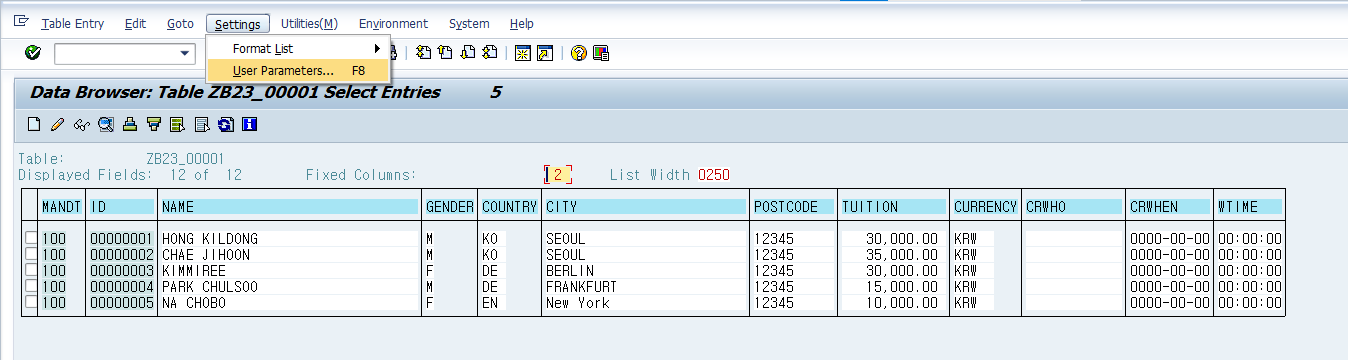 Table Entry Edit Goto Settings Utilities(M) Environment System Help
Format List
User Parameters... F8
Data Browser: Table ZB23_00001 Select Entries 5
Table: ZB23_00001
Displayed Fields: 12 of 12 Fixed Columns: 2 List Width 0250
MANDT ID NAME GENDER COUNTRY CITY POSTCODE TUITION CURRENCY CRWHO CRWHEN WTIME
100 00000001 HONG KILDONG M KO SEOUL 12345 30,000.00 KRW 0000-00-00 00:00:00
100 00000002 CHAE JIHOON M KO SEOUL 12345 35,000.00 KRW 0000-00-00 00:00:00
100 00000003 KIMMIREE F DE BERLIN 12345 30,000.00 KRW 0000-00-00 00:00:00
100 00000004 PARK CHULSOO M DE FRANKFURT 12345 15,000.00 KRW 0000-00-00 00:00:00
100 00000005 NA CHOBO F EN New York 12345 10,000.00 KRW 0000-00-00 00:00:00